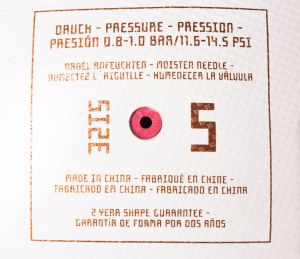 DRUCK - PRESSURE - PRESSION -
PRESIÓN 0.8-1.0 BAR/11.6-14.5 PSI
NADEL ANFEUCHTEN - MOISTEN NEEDLE -
HUMECTEZ L'AIGUILLE - HUMEDECER LA VÁLVULA
SIZE 5
MADE IN CHINA - FABRIQUÉ EN CHINE -
FABRICADO EM CHINA - FABRICADO EN CHINA
2 YEAR SHAPE GUARANTEE -
GARANTÍA DE FORMA POR DOS AÑOS